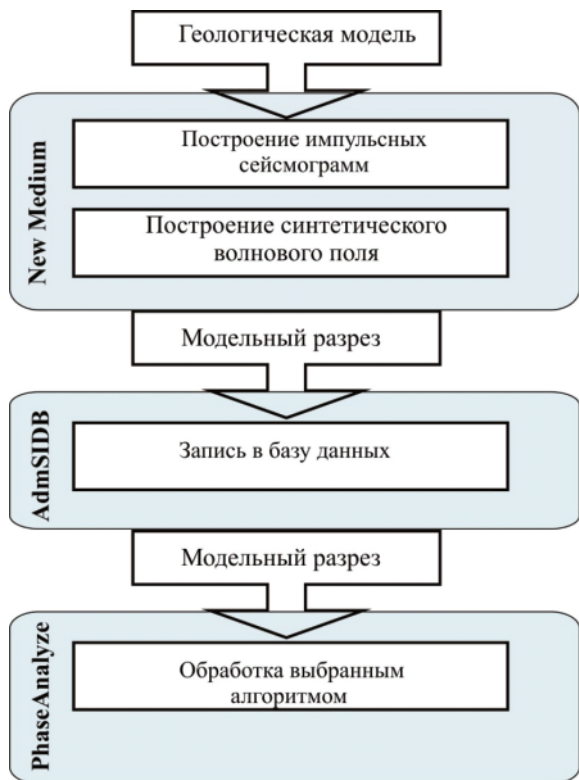 Геологическая модель
New Medium
Построение импульсных
сейсмограмм
Построение синтетического
волнового поля
Модельный разрез
AdmSIDB
Запись в базу данных
Модельный разрез
PhaseAnalyze
Обработка выбранным
алгоритмом